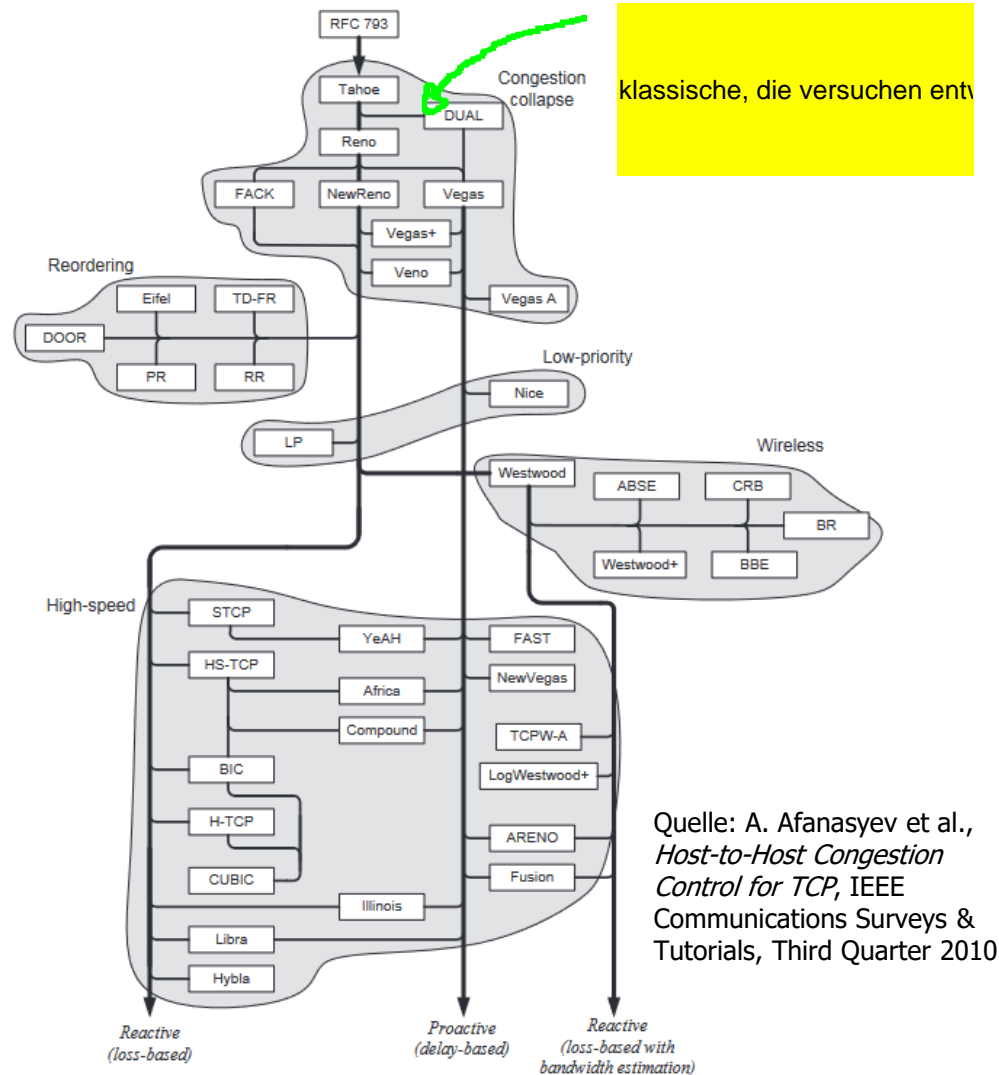 RFC 793
Tahoe
Congestion
collapse
klassische, die versuchen
DUAL
Reno
FACK
NewReno
Vegas
Vegas+
Veno
Vegas A
Reordering
Eifel
TD-FR
DOOR
PR
RR
Low-priority
Nice
LP
Wireless
Westwood
ABSE
CRB
BR
Westwood+
BBE
High-speed
STCP
YeAH
FAST
HS-TCP
NewVegas
Africa
Compound
TCPW-A
BIC
LogWestwood+
H-TCP
ARENO
CUBIC
Fusion
Illinois
Libra
Hybla
Quelle: A. Afanasyev et al.,
Host-to-Host Congestion
Control for TCP, IEEE
Communications Surveys &
Tutorials, Third Quarter 2010
Reactive
(loss-based)
Proactive
(delay-based)
Reactive
(loss-based with
bandwidth estimation)